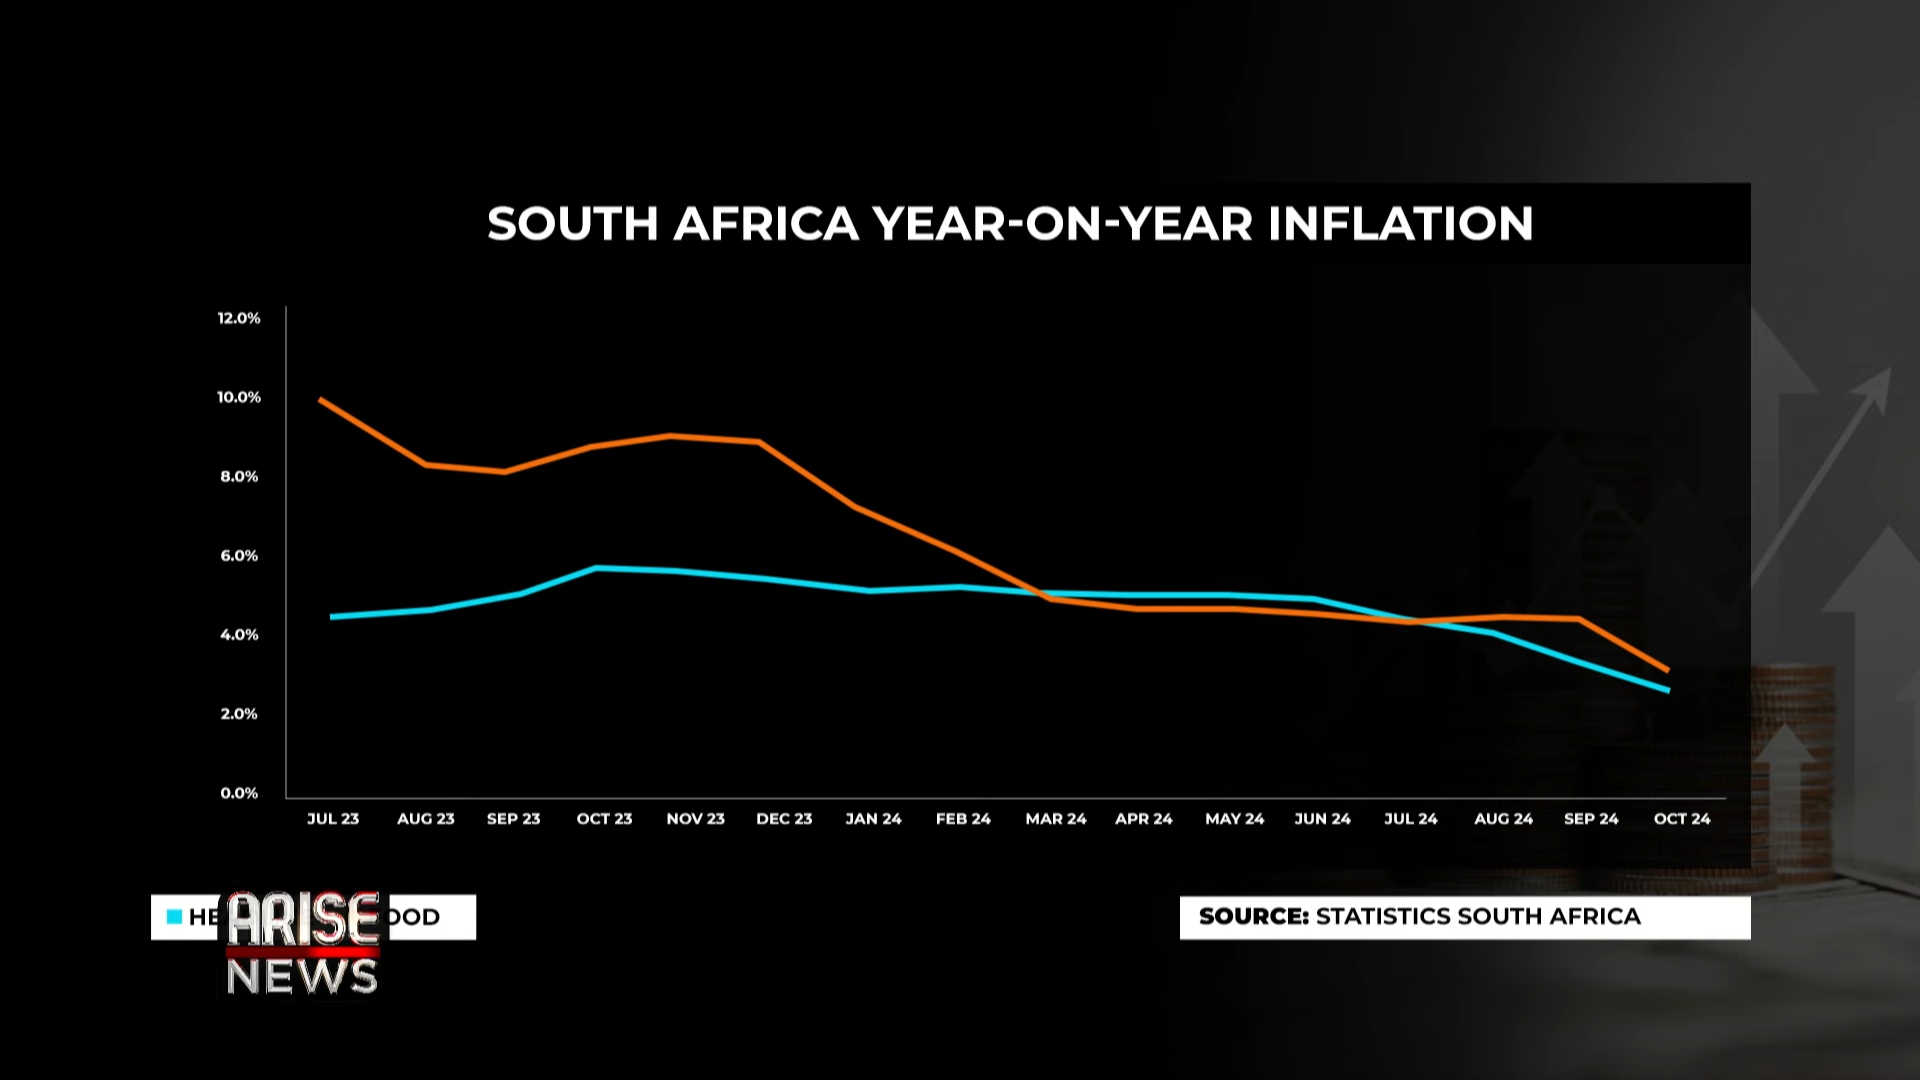 SOUTH AFRICA YEAR-ON-YEAR INFLATION
12.0%
10.0%
8.0%
6.0%
4.0%
2.0%
0.0%
JUL 23 AUG 23 SEP 23 OCT 23 NOV 23 DEC 23 JAN 24 FEB 24 MAR 24 APR 24 MAY 24 JUN 24 JUL 24 AUG 24 SEP 24 OCT 24
ARISE
NEWS
SOURCE: STATISTICS SOUTH AFRICA